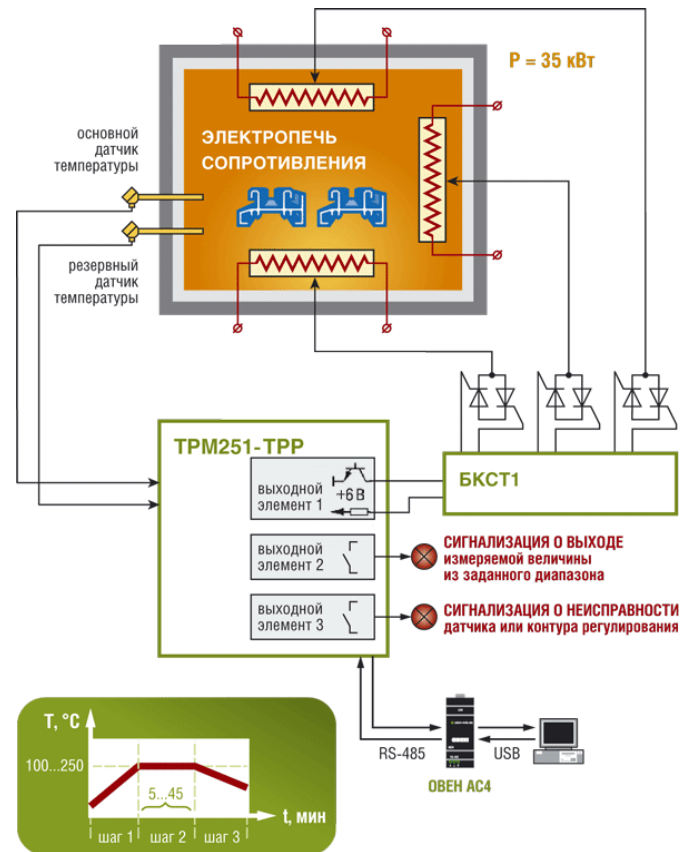 P = 35 кВт
основной
датчик
температуры
ЭЛЕКТРОПЕЧЬ
СОПРОТИВЛЕНИЯ
резервный
датчик
температуры
ТРМ251-ТРР
выходной
элемент 1
+6 В
БКСТ1
выходной
элемент 2
СИГНАЛИЗАЦИЯ О ВЫХОДЕ
измеряемой величины
из заданного диапазона
выходной
элемент 3
СИГНАЛИЗАЦИЯ О НЕИСПРАВНОСТИ
датчика или контура регулирования
RS-485
USB
ОВЕН АС4
T, °C
100...250
5...45
t, мин
шаг 1
шаг 2
шаг 3